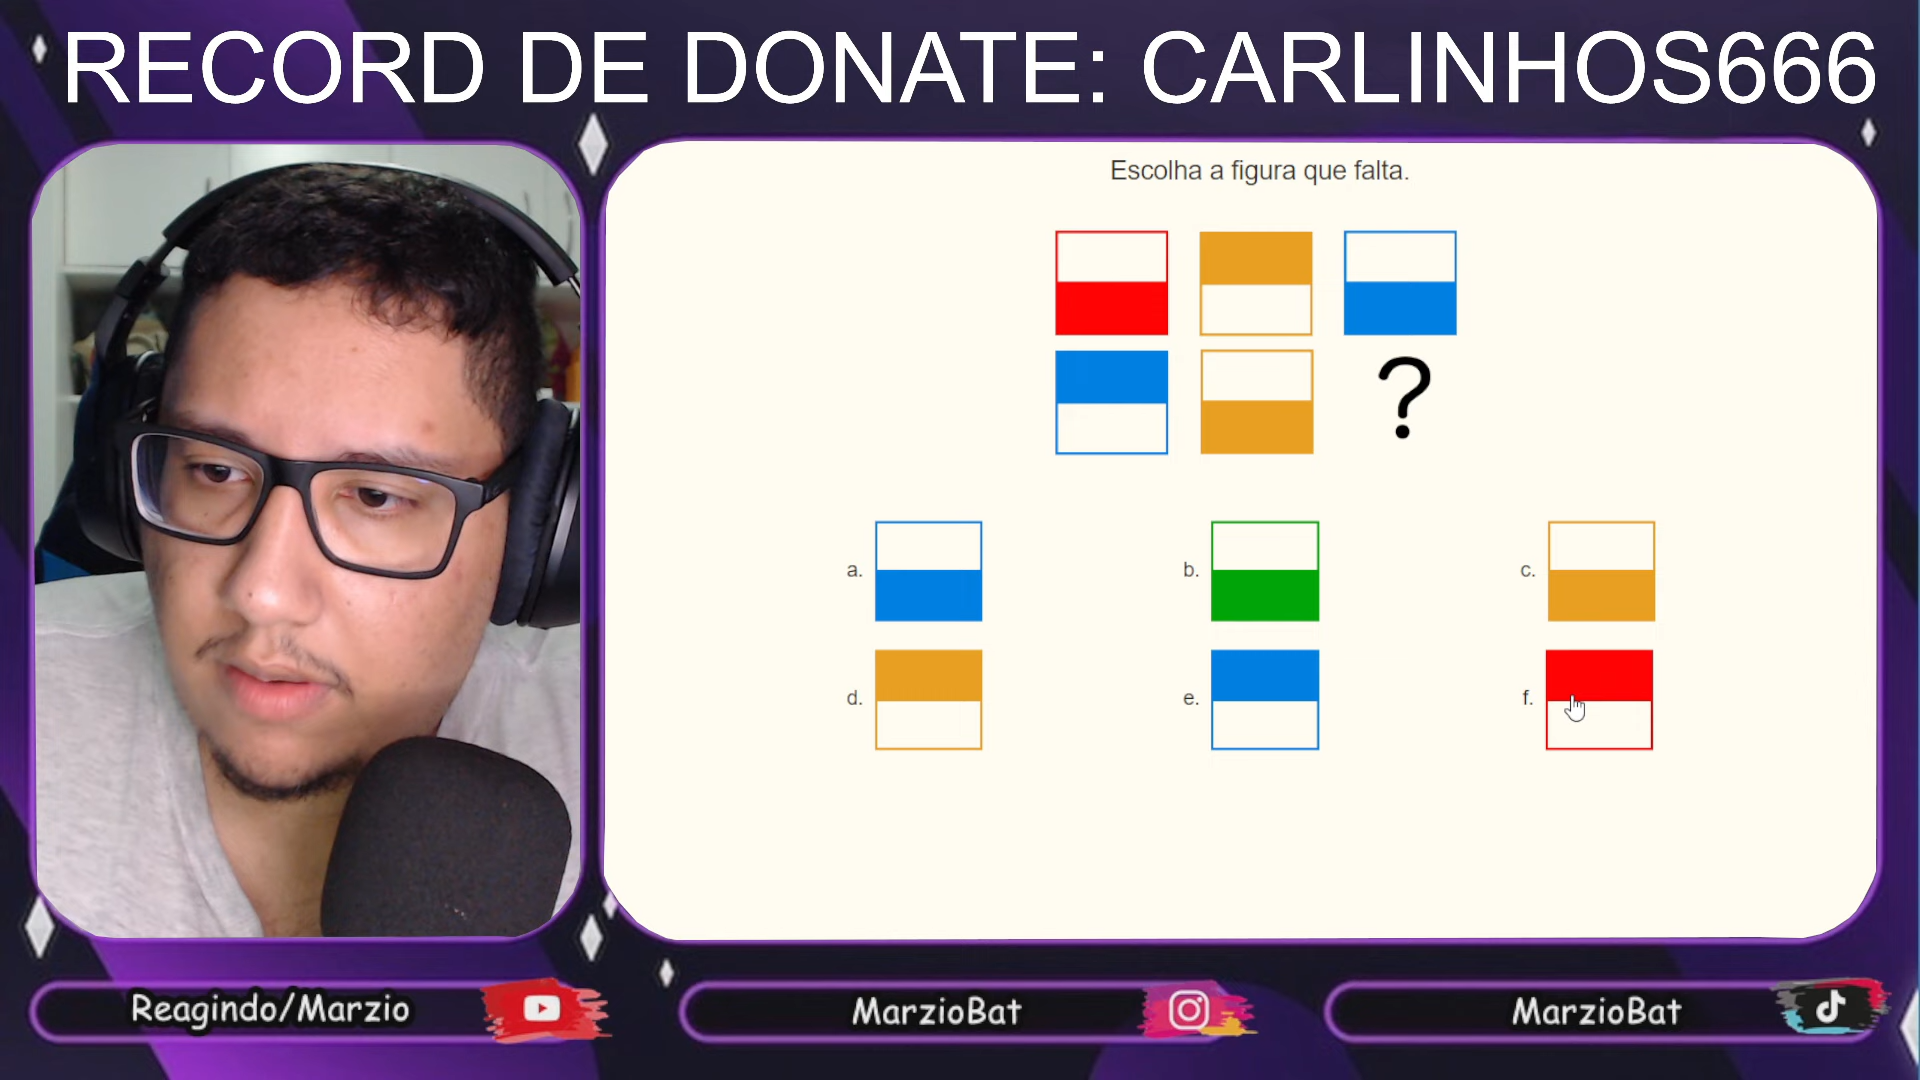 RECORD DE DONATE: CARLINHOS666
Escolha a figura que falta.
?
a.
b.
c.
d.
e.
f.
Reagindo/Marzio
MarzioBat
MarzioBat